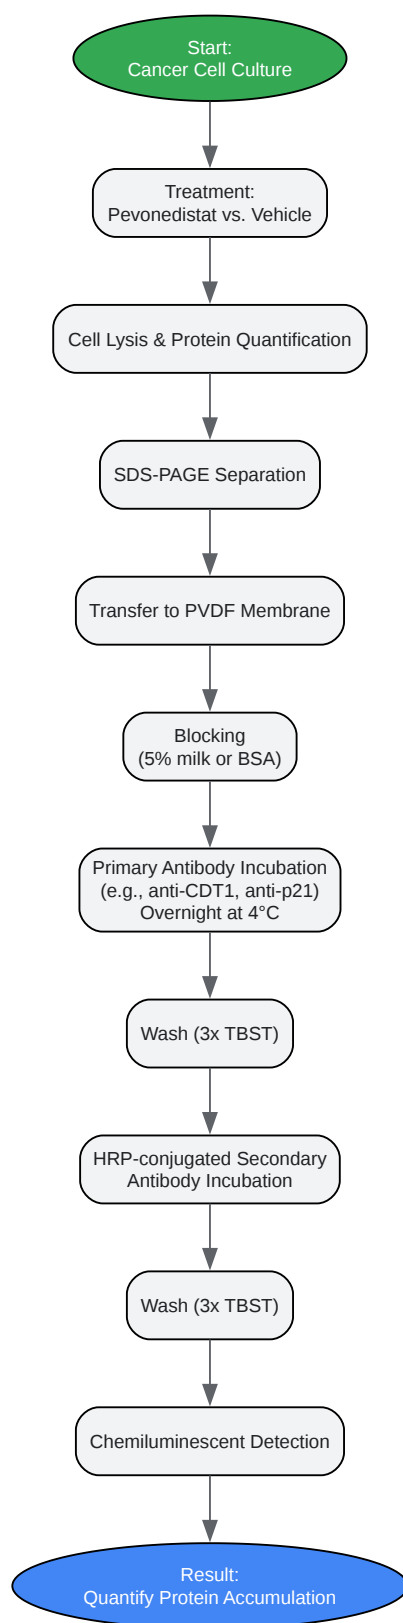 Start:
Cancer Cell Culture
Treatment:
Pevonedistat vs. Vehicle
Cell Lysis & Protein Quantification
SDS-PAGE Separation
Transfer to PVDF Membrane
Blocking
(5% milk or BSA)
Primary Antibody Incubation
(e.g., anti-CDT1, anti-p21)
Overnight at 4°C
Wash (3x TBST)
HRP-conjugated Secondary
Antibody Incubation
Wash (3x TBST)
Chemiluminescent Detection
Result:
Quantify Protein Accumulation